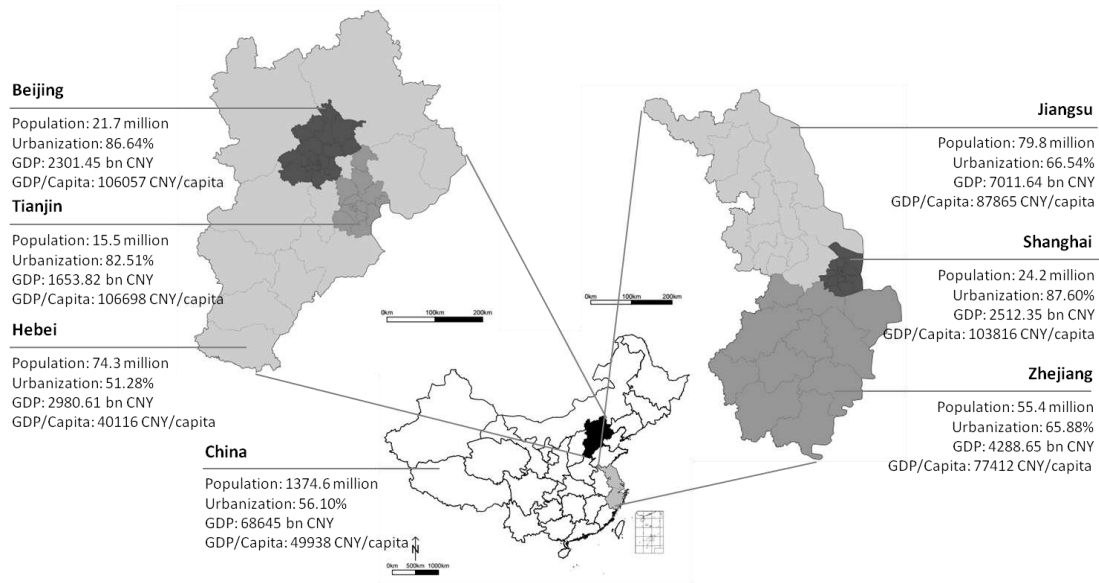 Beijing
Population: 21.7 million
Urbanization: 86.64%
GDP: 2301.45 bn CNY
GDP/Capita: 106057 CNY/capita
Tianjin
Population: 15.5 million
Urbanization: 82.51%
GDP: 1653.82 bn CNY
GDP/Capita: 106698 CNY/capita
Hebei
Population: 74.3 million
Urbanization: 51.28%
GDP: 2980.61 bn CNY
GDP/Capita: 40116 CNY/capita
0km 100km 200km
China
Population: 1374.6 million
Urbanization: 56.10%
GDP: 68645 bn CNY
GDP/Capita: 49938 CNY/capita
N
0km 500km 1000km
Jiangsu
Population: 79.8 million
Urbanization: 66.54%
GDP: 7011.64 bn CNY
GDP/Capita: 87865 CNY/capita
Shanghai
Population: 24.2 million
Urbanization: 87.60%
GDP: 2512.35 bn CNY
GDP/Capita: 103816 CNY/capita
0km 100km 200km
Zhejiang
Population: 55.4 million
Urbanization: 65.88%
GDP: 4288.65 bn CNY
GDP/Capita: 77412 CNY/capita